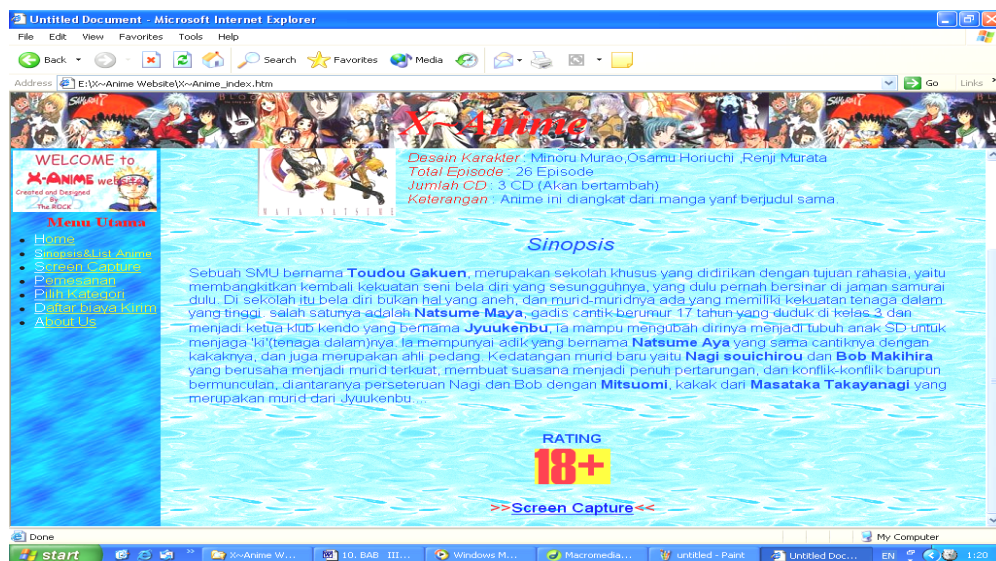 Untitled Document - Microsoft Internet Explorer
File Edit View Favorites Tools Help
Back Search Favorites Media
Address E:\X~Anime Website\X~Anime_index.htm Go Links
X~Anime
WELCOME to
X-ANIME website
Created and Designed
By
The ROCK
Menu Utama
Home
Sinopsis&List Anime
Screen Capture
Pemesanan
Pilih Kategori
Daftar biaya Kirim
About Us
MAYA NATSUME
Desain Karakter : Minoru Murao,Osamu Horiuchi ,Renji Murata
Total Episode : 26 Episode
Jumlah CD : 3 CD (Akan bertambah)
Keterangan : Anime ini diangkat dari manga yanf berjudul sama.
Sinopsis
Sebuah SMU bernama Toudou Gakuen, merupakan sekolah khusus yang didirikan dengan tujuan rahasia, yaitu
membangkitkan kembali kekuatan seni bela diri yang sesungguhnya, yang dulu pernah bersinar di jaman samurai
dulu. Di sekolah itu bela diri bukan hal yang aneh, dan murid-muridnya ada yang memiliki kekuatan tenaga dalam
yang tinggi. salah satunya adalah Natsume Maya, gadis cantik berumur 17 tahun yang duduk di kelas 3 dan
menjadi ketua klub kendo yang bernama Jyuukenbu, ia mampu mengubah dirinya menjadi tubuh anak SD untuk
menjaga 'ki'(tenaga dalam)nya. Ia mempunyai adik yang bernama Natsume Aya yang sama cantiknya dengan
kakaknya, dan juga merupakan ahli pedang. Kedatangan murid baru yaitu Nagi souichirou dan Bob Makihira
yang berusaha menjadi murid terkuat, membuat suasana menjadi penuh pertarungan, dan konflik-konflik barupun
bermunculan, diantaranya perseteruan Nagi dan Bob dengan Mitsuomi, kakak dari Masataka Takayanagi yang
merupakan murid dari Jyuukenbu....
RATING
18+
>>Screen Capture<<
Done My Computer
start X~Anime W... 10. BAB III... Windows M... Macromedia... untitled - Paint Untitled Doc... EN 1:20